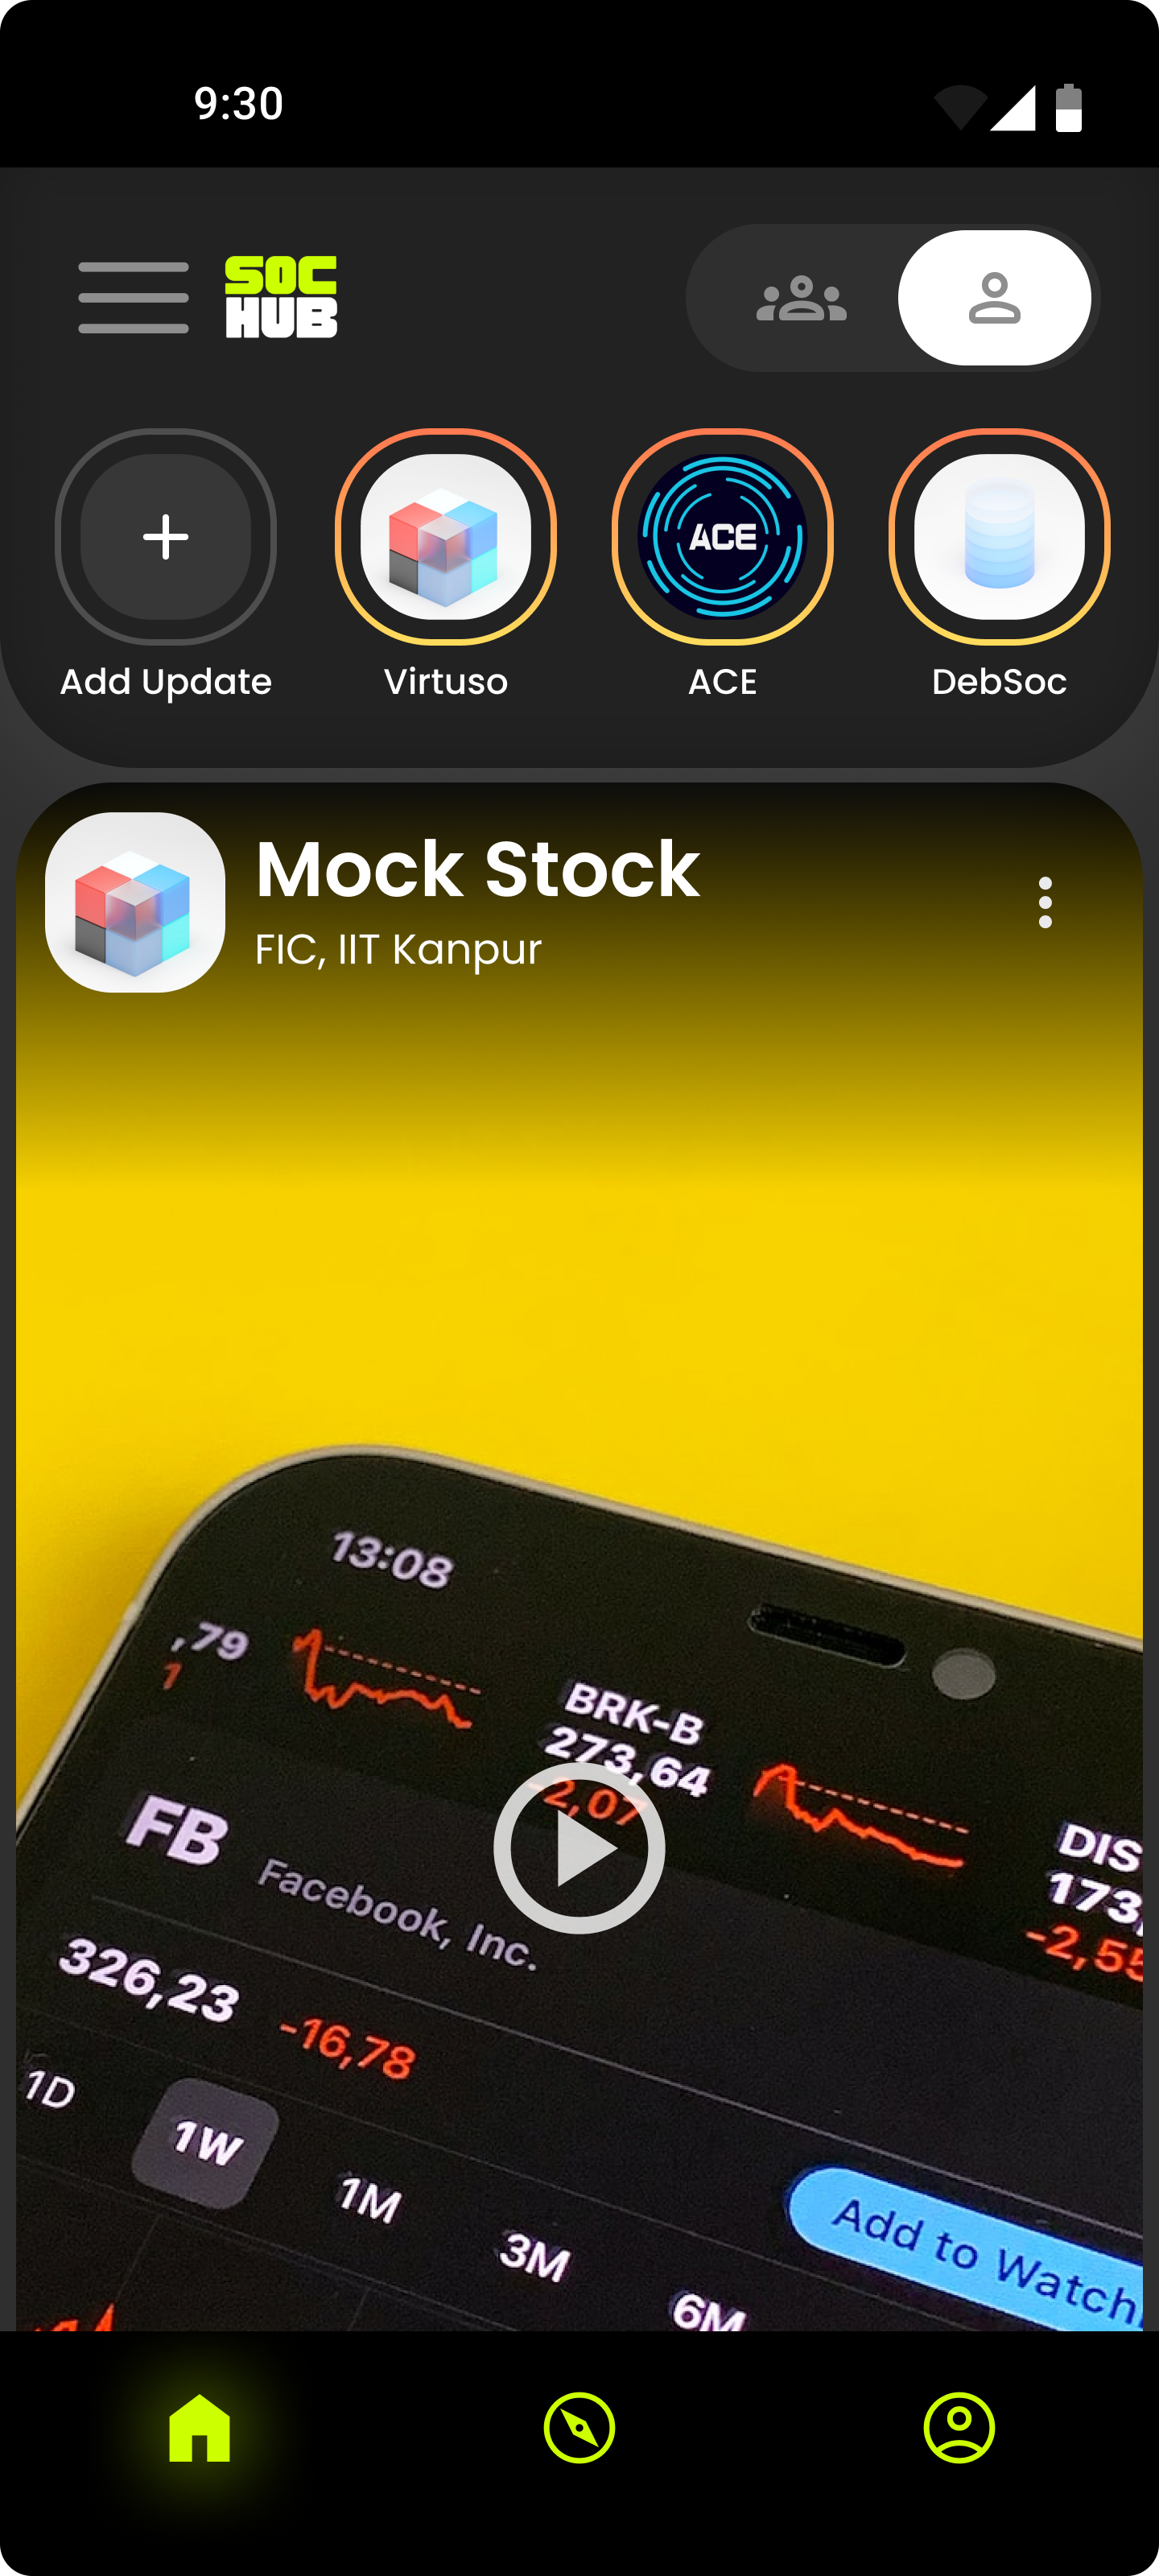 9:30
SOC
HUB
ACE
Add Update
Virtuso
ACE
DebSoc
Mock Stock
FIC, IIT Kanpur
13:08
,79
1
BRK-B
273,64
-2,07
DIS
173,
-2,55
FB
Facebook, Inc.
326,23
-16,78
1D
1W
1M
3M
6M
Add to Watch